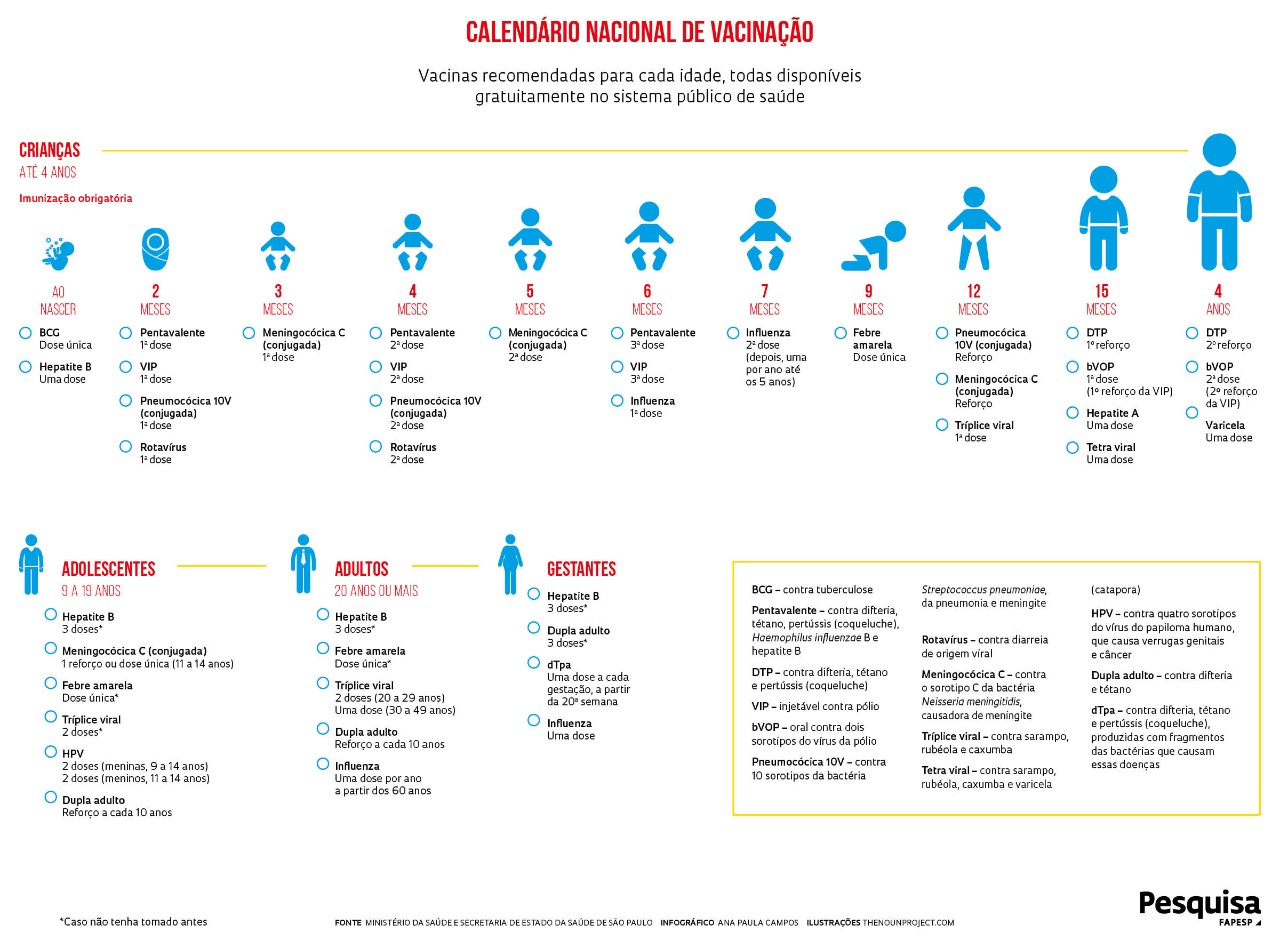 CALENDÁRIO NACIONAL DE VACINAÇÃO
Vacinas recomendadas para cada idade, todas disponíveis
gratuitamente no sistema público de saúde
CRIANÇAS
ATÉ 4 ANOS
Imunização obrigatória
AO
NASCER
BCG
Dose única
Hepatite B
Uma dose
2
MESES
Pentavalente
1ª dose
VIP
1ª dose
Pneumocócica 10V
(conjugada)
1ª dose
Rotavírus
1ª dose
3
MESES
Meningocócica C
(conjugada)
1ª dose
4
MESES
Pentavalente
2ª dose
VIP
2ª dose
Pneumocócica 10V
(conjugada)
2ª dose
Rotavírus
2ª dose
5
MESES
Meningocócica C
(conjugada)
2ª dose
6
MESES
Pentavalente
3ª dose
VIP
3ª dose
Influenza
1ª dose
7
MESES
Influenza
2ª dose
(depois, uma
por ano até
os 5 anos)
9
MESES
Febre
amarela
Dose única
12
MESES
Pneumocócica
10V (conjugada)
Reforço
Meningocócica C
(conjugada)
Reforço
Tríplice viral
1ª dose
15
MESES
DTP
1º reforço
bVOP
1ª dose
(1º reforço da VIP)
Hepatite A
Uma dose
Tetra viral
Uma dose
4
ANOS
DTP
2º reforço
bVOP
2ª dose
(2º reforço
da VIP)
Varicela
Uma dose
ADOLESCENTES
9 A 19 ANOS
Hepatite B
3 doses*
Meningocócica C (conjugada)
1 reforço ou dose única (11 a 14 anos)
Febre amarela
Dose única*
Tríplice viral
2 doses*
HPV
2 doses (meninas, 9 a 14 anos)
2 doses (meninos, 11 a 14 anos)
Dupla adulto
Reforço a cada 10 anos
ADULTOS
20 ANOS OU MAIS
Hepatite B
3 doses*
Febre amarela
Dose única*
Tríplice viral
2 doses (20 a 29 anos)
Uma dose (30 a 49 anos)
Dupla adulto
Reforço a cada 10 anos
Influenza
Uma dose por ano
a partir dos 60 anos
GESTANTES
Hepatite B
3 doses*
Dupla adulto
3 doses*
dTpa
Uma dose a cada
gestação, a partir
da 20ª semana
Influenza
Uma dose
BCG – contra tuberculose
Pentavalente – contra difteria,
tétano, pertússis (coqueluche),
Haemophilus influenzae B e
hepatite B
DTP – contra difteria, tétano
e pertússis (coqueluche)
VIP – injetável contra pólio
bVOP – oral contra dois
sorotipos do vírus da pólio
Pneumocócica 10V – contra
10 sorotipos da bactéria
Streptococcus pneumoniae,
da pneumonia e meningite
Rotavírus – contra diarreia
de origem viral
Meningocócica C – contra
o sorotipo C da bactéria
Neisseria meningitidis,
causadora de meningite
Tríplice viral – contra sarampo,
rubéola e caxumba
Tetra viral – contra sarampo,
rubéola, caxumba e varicela
(catapora)
HPV – contra quatro sorotipos
do vírus do papiloma humano,
que causa verrugas genitais
e câncer
Dupla adulto – contra difteria
e tétano
dTpa – contra difteria, tétano
e pertússis (coqueluche),
produzidas com fragmentos
das bactérias que causam
essas doenças
*Caso não tenha tomado antes
FONTE MINISTÉRIO DA SAÚDE E SECRETARIA DE ESTADO DA SAÚDE DE SÃO PAULO INFOGRÁFICO ANA PAULA CAMPOS ILUSTRAÇÕES THENOUNPROJECT.COM
Pesquisa
FAPESP